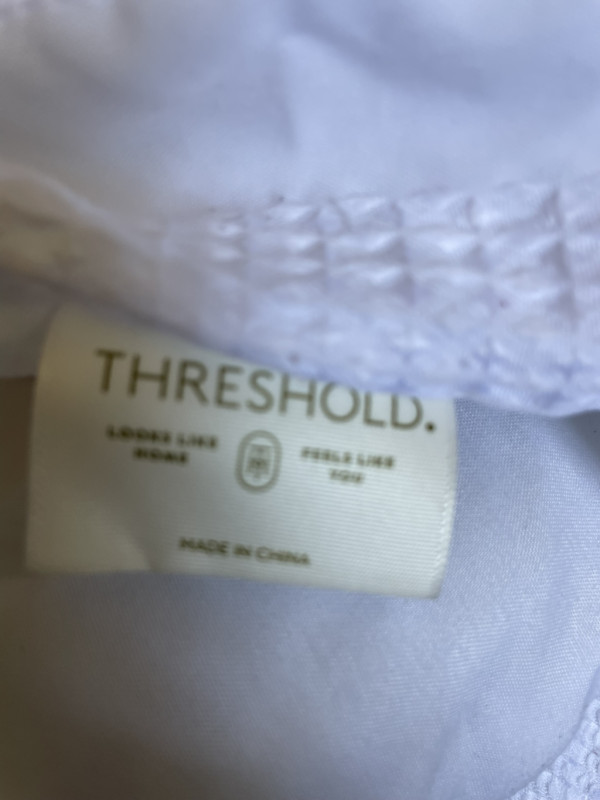 THRESHOLD.
LOOKS LIKE
HOME
FEELS LIKE
YOU
MADE IN CHINA